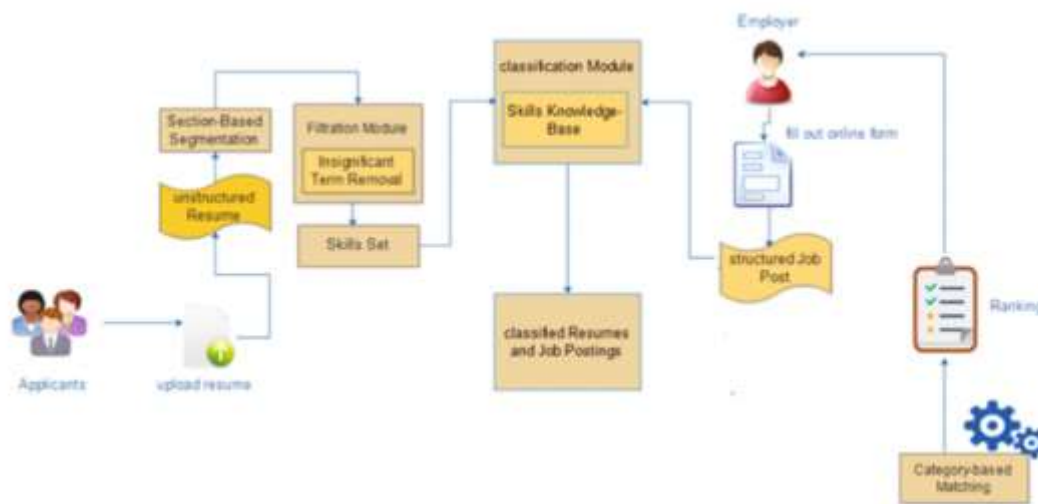 Employer
classification Module
Skills Knowledge-
Base
fill out online form
Section-Based
Segmentation
Filtration Module
Insignificant
Term Removal
unstructured
Resume
Skills Set
structured Job
Post
Applicants
upload resume
classified Resumes
and Job Postings
Ranking
Category-based
Matching